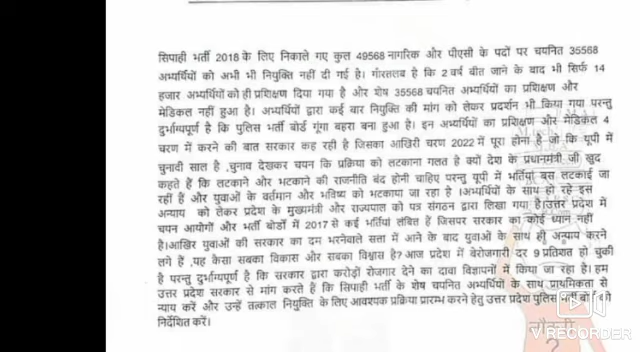 सिपाही भर्ती 2018 के लिए निकाले गए कुल 49568 नागरिक और पीएसी के पदों पर चयनित 35568
अभ्यर्थियों को अभी भी नियुक्ति नहीं दी गई है। गौरतलब है कि 2 वर्ष बीत जाने के बाद भी सिर्फ 14
हजार अभ्यर्थियों को ही प्रशिक्षण दिया गया है और शेष 35568 चयनित अभ्यर्थियों का प्रशिक्षण और
मेडिकल नहीं हुआ है। अभ्यर्थियों द्वारा कई बार नियुक्ति की मांग को लेकर प्रदर्शन भी किया गया परन्तु
दुर्भाग्यपूर्ण है कि पुलिस भर्ती बोर्ड गूंगा बहरा बना हुआ है। इन अभ्यर्थियों का प्रशिक्षण और मेडिकल 4
चरण में करने की बात सरकार कह रही है जिसका आखिरी चरण 2022 में पूरा होना है जो कि यूपी में
चुनावी साल है ,चुनाव देखकर चयन कि प्रक्रिया को लटकाना गलत है क्यों देश के प्रधानमंत्री जी खुद
कहते हैं कि लटकाने और भटकाने की राजनीति बंद होनी चाहिए परन्तु यूपी में भर्तियां बस लटकाई जा
रहीं हैं और युवाओं के वर्तमान और भविष्य को भटकाया जा रहा है ।अभ्यर्थियों के साथ हो रहे इस
अन्याय को लेकर प्रदेश के मुख्यमंत्री और राज्यपाल को पत्र संगठन द्वारा लिखा गया है।उत्तर प्रदेश में
चयन आयोगों और भर्ती बोर्डों में 2017 से कई भर्तियां लंबित हैं जिसपर सरकार का कोई ध्यान नहीं
है।आखिर युवाओं की सरकार का दम भरनेवाले सत्ता में आने के बाद युवाओं के साथ ही अन्याय करने
लगे हैं ,यह कैसा सबका विकास और सबका विश्वास है? आज प्रदेश में बेरोजगारी दर 9 प्रतिशत हो चुकी
है परन्तु दुर्भाग्यपूर्ण है कि सरकार द्वारा करोड़ों रोजगार देने का दावा विज्ञापनों में किया जा रहा है। हम
उत्तर प्रदेश सरकार से मांग करते हैं कि सिपाही भर्ती के शेष चयनित अभ्यर्थियों के साथ प्राथमिकता से
न्याय करें और उन्हें तत्काल नियुक्ति के लिए आवश्यक प्रक्रिया प्रारम्भ करने हेतु उत्तर प्रदेश पुलिस भर्ती बोर्ड को
निर्देशित करें।
नौकरी
?
V RECORDER